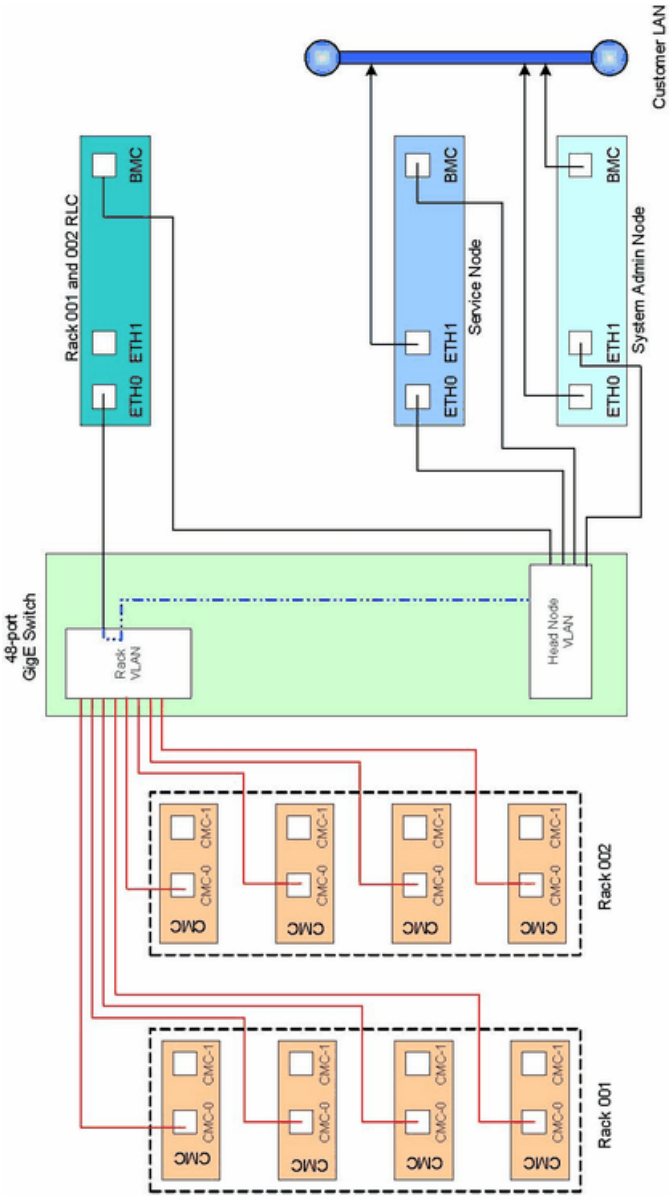 Customer LAN
Rack 001 and 002 RLC
ETH0
ETH1
BMC
Service Node
ETH0
ETH1
BMC
System Admin Node
ETH0
ETH1
BMC
48-port
GigE Switch
Rack
VLAN
Head Node
VLAN
CMC
CMC-0
CMC-1
CMC
CMC-0
CMC-1
CMC
CMC-0
CMC-1
CMC
CMC-0
CMC-1
Rack 002
CMC
CMC-0
CMC-1
CMC
CMC-0
CMC-1
CMC
CMC-0
CMC-1
CMC
CMC-0
CMC-1
Rack 001